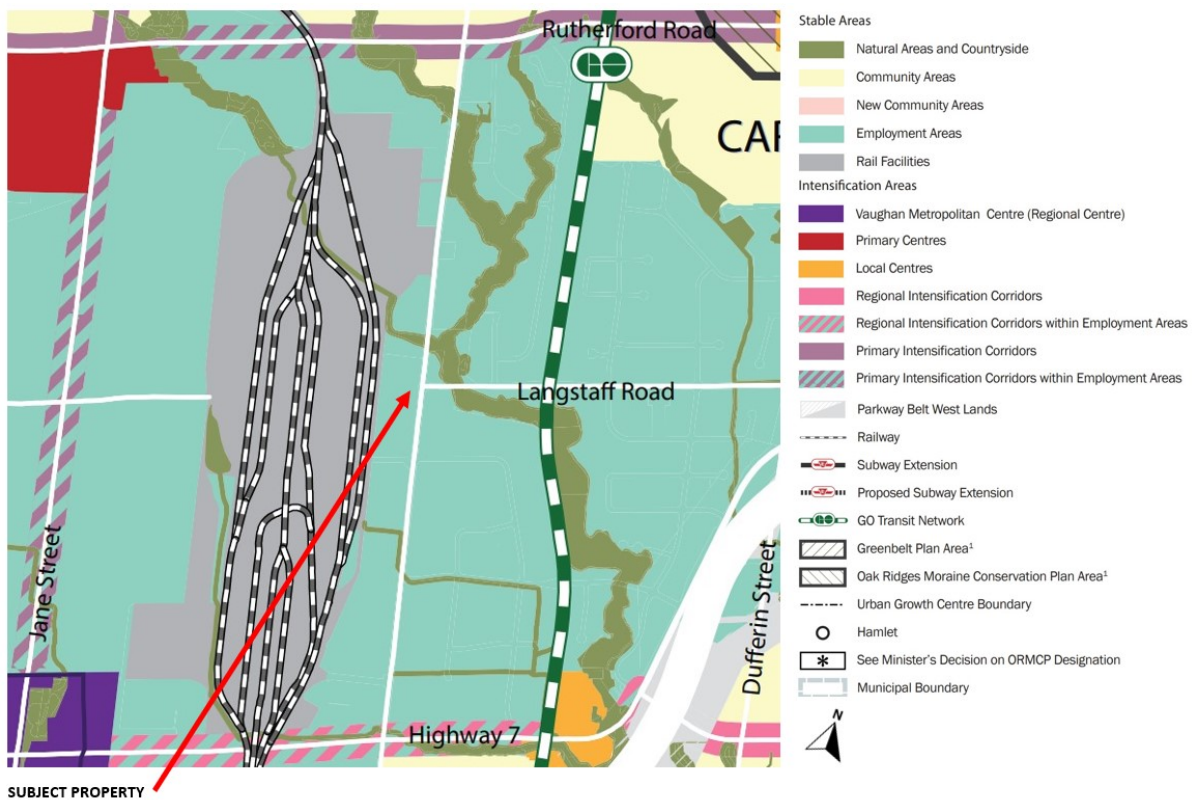 Rutherford Road
GO
CAR
Langstaff Road
Jane Street
Dufferin Street
Highway 7
SUBJECT PROPERTY
Stable Areas
Natural Areas and Countryside
Community Areas
New Community Areas
Employment Areas
Rail Facilities
Intensification Areas
Vaughan Metropolitan Centre (Regional Centre)
Primary Centres
Local Centres
Regional Intensification Corridors
Regional Intensification Corridors within Employment Areas
Primary Intensification Corridors
Primary Intensification Corridors within Employment Areas
Parkway Belt West Lands
Railway
Subway Extension
Proposed Subway Extension
GO Transit Network
Greenbelt Plan Area¹
Oak Ridges Moraine Conservation Plan Area¹
Urban Growth Centre Boundary
Hamlet
See Minister's Decision on ORMCP Designation
Municipal Boundary
N